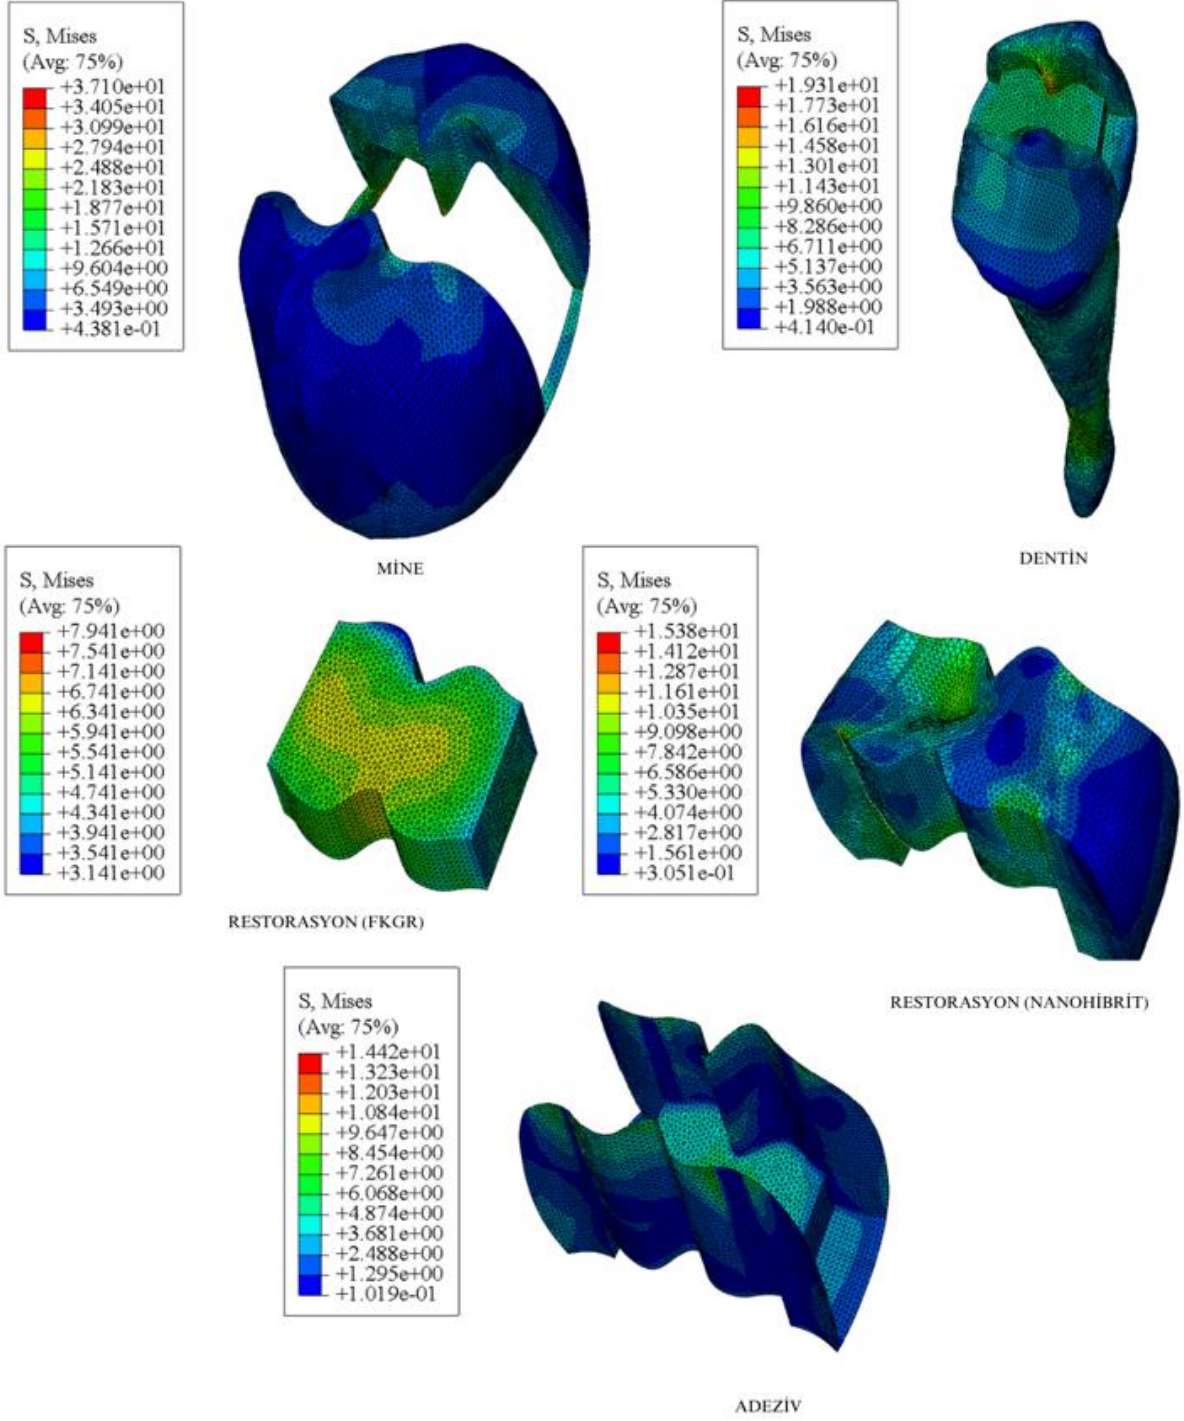 S, Mises
(Avg: 75%)
+3.710e+01
+3.405e+01
+3.099e+01
+2.794e+01
+2.488e+01
+2.183e+01
+1.877e+01
+1.571e+01
+1.266e+01
+9.604e+00
+6.549e+00
+3.493e+00
+4.381e-01
MİNE
S, Mises
(Avg: 75%)
+1.931e+01
+1.773e+01
+1.616e+01
+1.458e+01
+1.301e+01
+1.143e+01
+9.860e+00
+8.286e+00
+6.711e+00
+5.137e+00
+3.563e+00
+1.988e+00
+4.140e-01
DENTİN
S, Mises
(Avg: 75%)
+7.941e+00
+7.541e+00
+7.141e+00
+6.741e+00
+6.341e+00
+5.941e+00
+5.541e+00
+5.141e+00
+4.741e+00
+4.341e+00
+3.941e+00
+3.541e+00
+3.141e+00
RESTORASYON (FKGR)
S, Mises
(Avg: 75%)
+1.538e+01
+1.412e+01
+1.287e+01
+1.161e+01
+1.035e+01
+9.098e+00
+7.842e+00
+6.586e+00
+5.330e+00
+4.074e+00
+2.817e+00
+1.561e+00
+3.051e-01
RESTORASYON (NANOHİBRİT)
S, Mises
(Avg: 75%)
+1.442e+01
+1.323e+01
+1.203e+01
+1.084e+01
+9.647e+00
+8.454e+00
+7.261e+00
+6.068e+00
+4.874e+00
+3.681e+00
+2.488e+00
+1.295e+00
+1.019e-01
ADEZİV